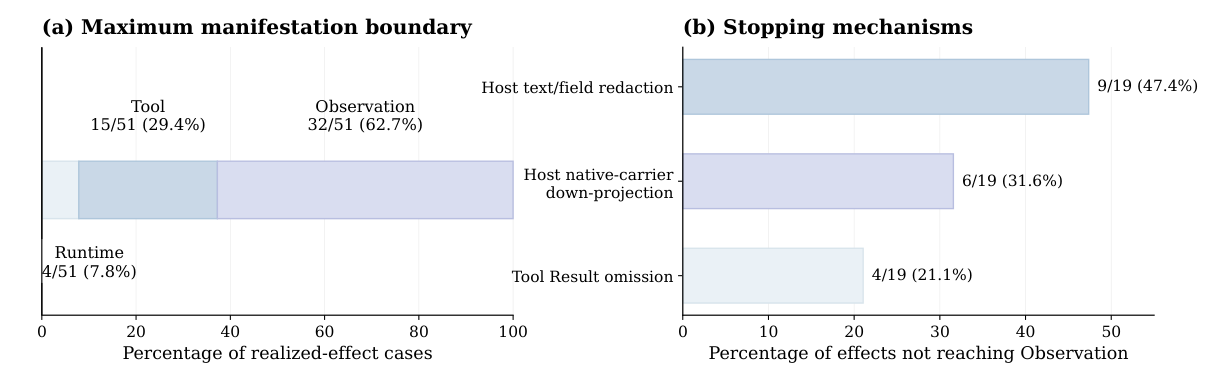 (a) Maximum manifestation boundary
Tool
15/51 (29.4%)
Observation
32/51 (62.7%)
Runtime
4/51 (7.8%)
0
20
40
60
80
100
Percentage of realized-effect cases
(b) Stopping mechanisms
Host text/field redaction
9/19 (47.4%)
Host native-carrier
down-projection
6/19 (31.6%)
Tool Result omission
4/19 (21.1%)
0
10
20
30
40
50
Percentage of effects not reaching Observation